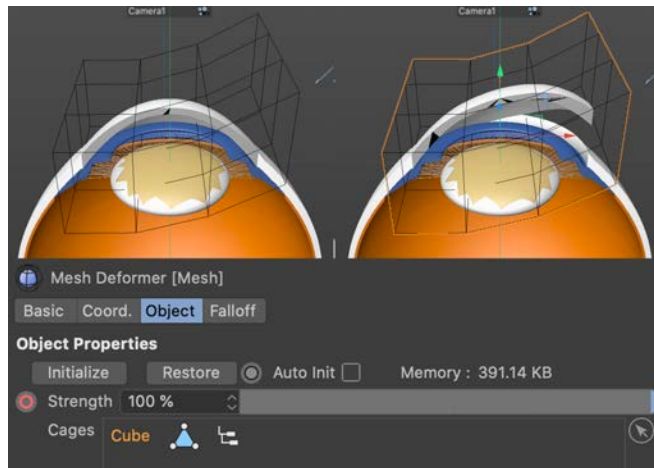 Camera1
Camera1
Mesh Deformer [Mesh]
Basic Coord. Object Falloff
Object Properties
Initialize Restore Auto Init Memory : 391.14 KB
Strength 100 %
Cages Cube